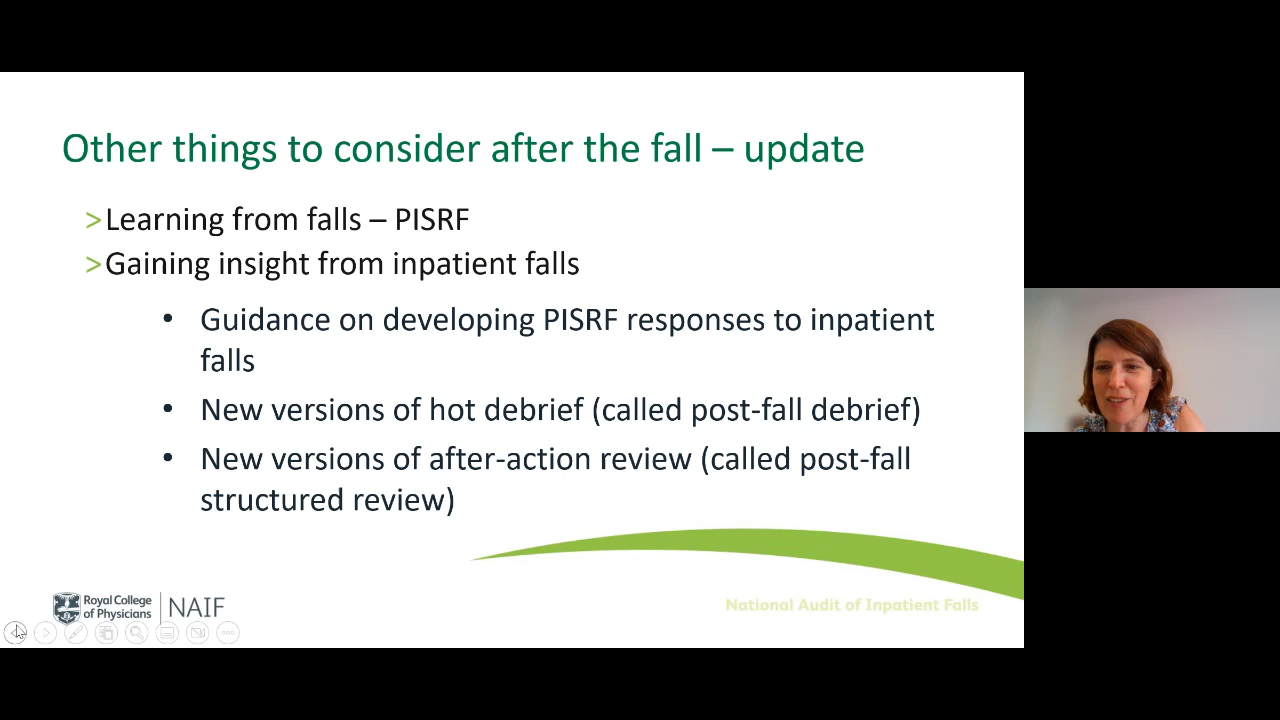 Other things to consider after the fall – update
>Learning from falls – PISRF
>Gaining insight from inpatient falls
• Guidance on developing PISRF responses to inpatient
falls
• New versions of hot debrief (called post-fall debrief)
• New versions of after-action review (called post-fall
structured review)
Royal College
of Physicians
NAIF
National Audit of Inpatient Falls